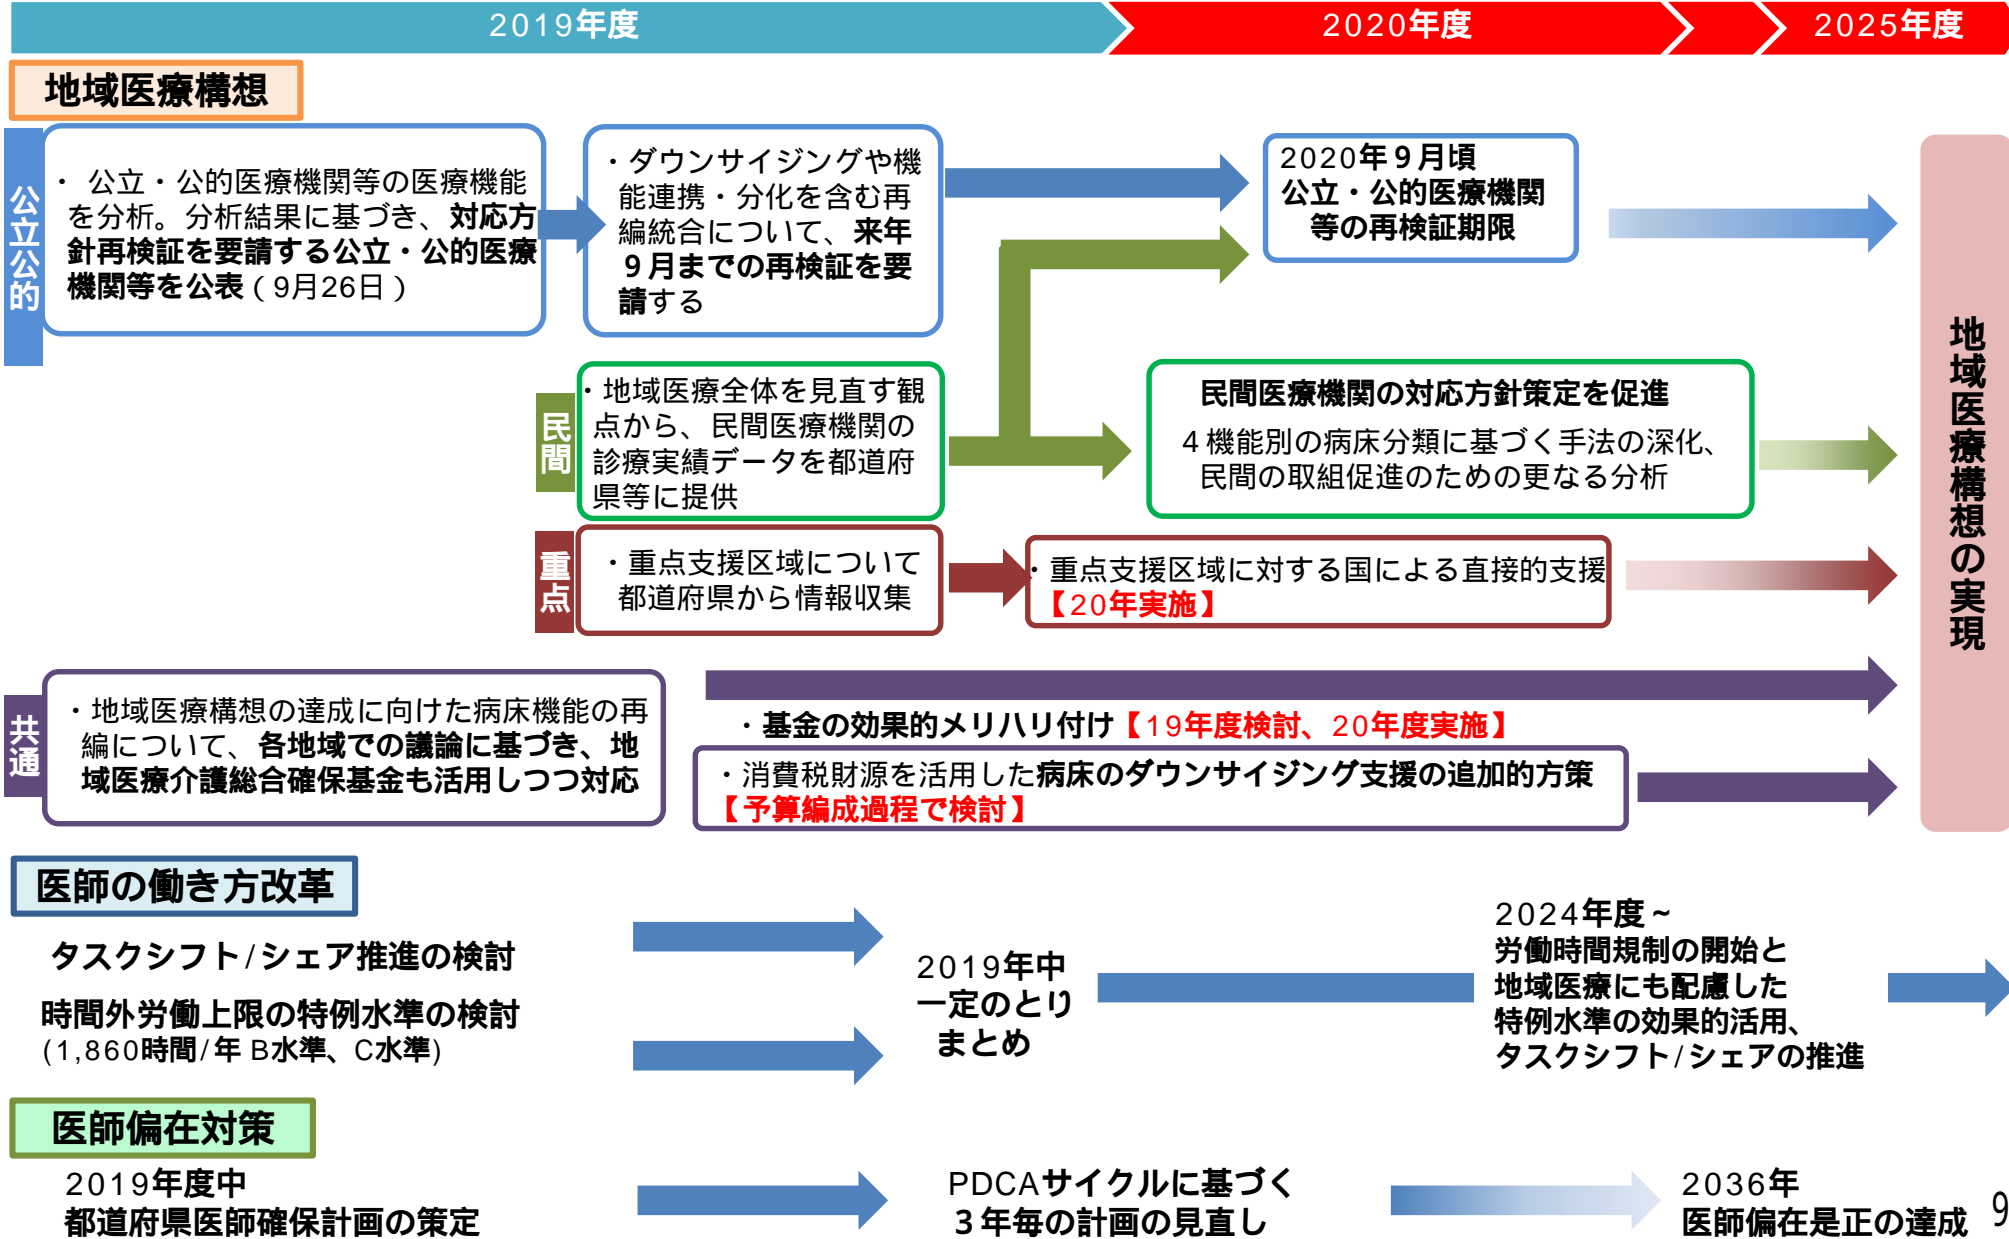 2019年度
2020年度
2025年度
地域医療構想
公立公的
・ 公立・公的医療機関等の医療機能
を分析。分析結果に基づき、対応方
針再検証を要請する公立・公的医療
機関等を公表（9月26日）
・ダウンサイジングや機
能連携・分化を含む再
編統合について、来年
９月までの再検証を要
請する
2020年９月頃
公立・公的医療機関
等の再検証期限
民間
・地域医療全体を見直す観
点から、民間医療機関の
診療実績データを都道府
県等に提供
民間医療機関の対応方針策定を促進
４機能別の病床分類に基づく手法の深化、
民間の取組促進のための更なる分析
重点
・重点支援区域について
都道府県から情報収集
・重点支援区域に対する国による直接的支援
【20年実施】
地域医療構想の実現
共通
・地域医療構想の達成に向けた病床機能の再
編について、各地域での議論に基づき、地
域医療介護総合確保基金も活用しつつ対応
・基金の効果的メリハリ付け【19年度検討、20年度実施】
・消費税財源を活用した病床のダウンサイジング支援の追加的方策
【予算編成過程で検討】
医師の働き方改革
タスクシフト/シェア推進の検討
時間外労働上限の特例水準の検討
(1,860時間/年 B水準、C水準)
2019年中
一定のとり
まとめ
2024年度~
労働時間規制の開始と
地域医療にも配慮した
特例水準の効果的活用、
タスクシフト/シェアの推進
医師偏在対策
2019年度中
都道府県医師確保計画の策定
PDCAサイクルに基づく
３年毎の計画の見直し
2036年
医師偏在是正の達成
9